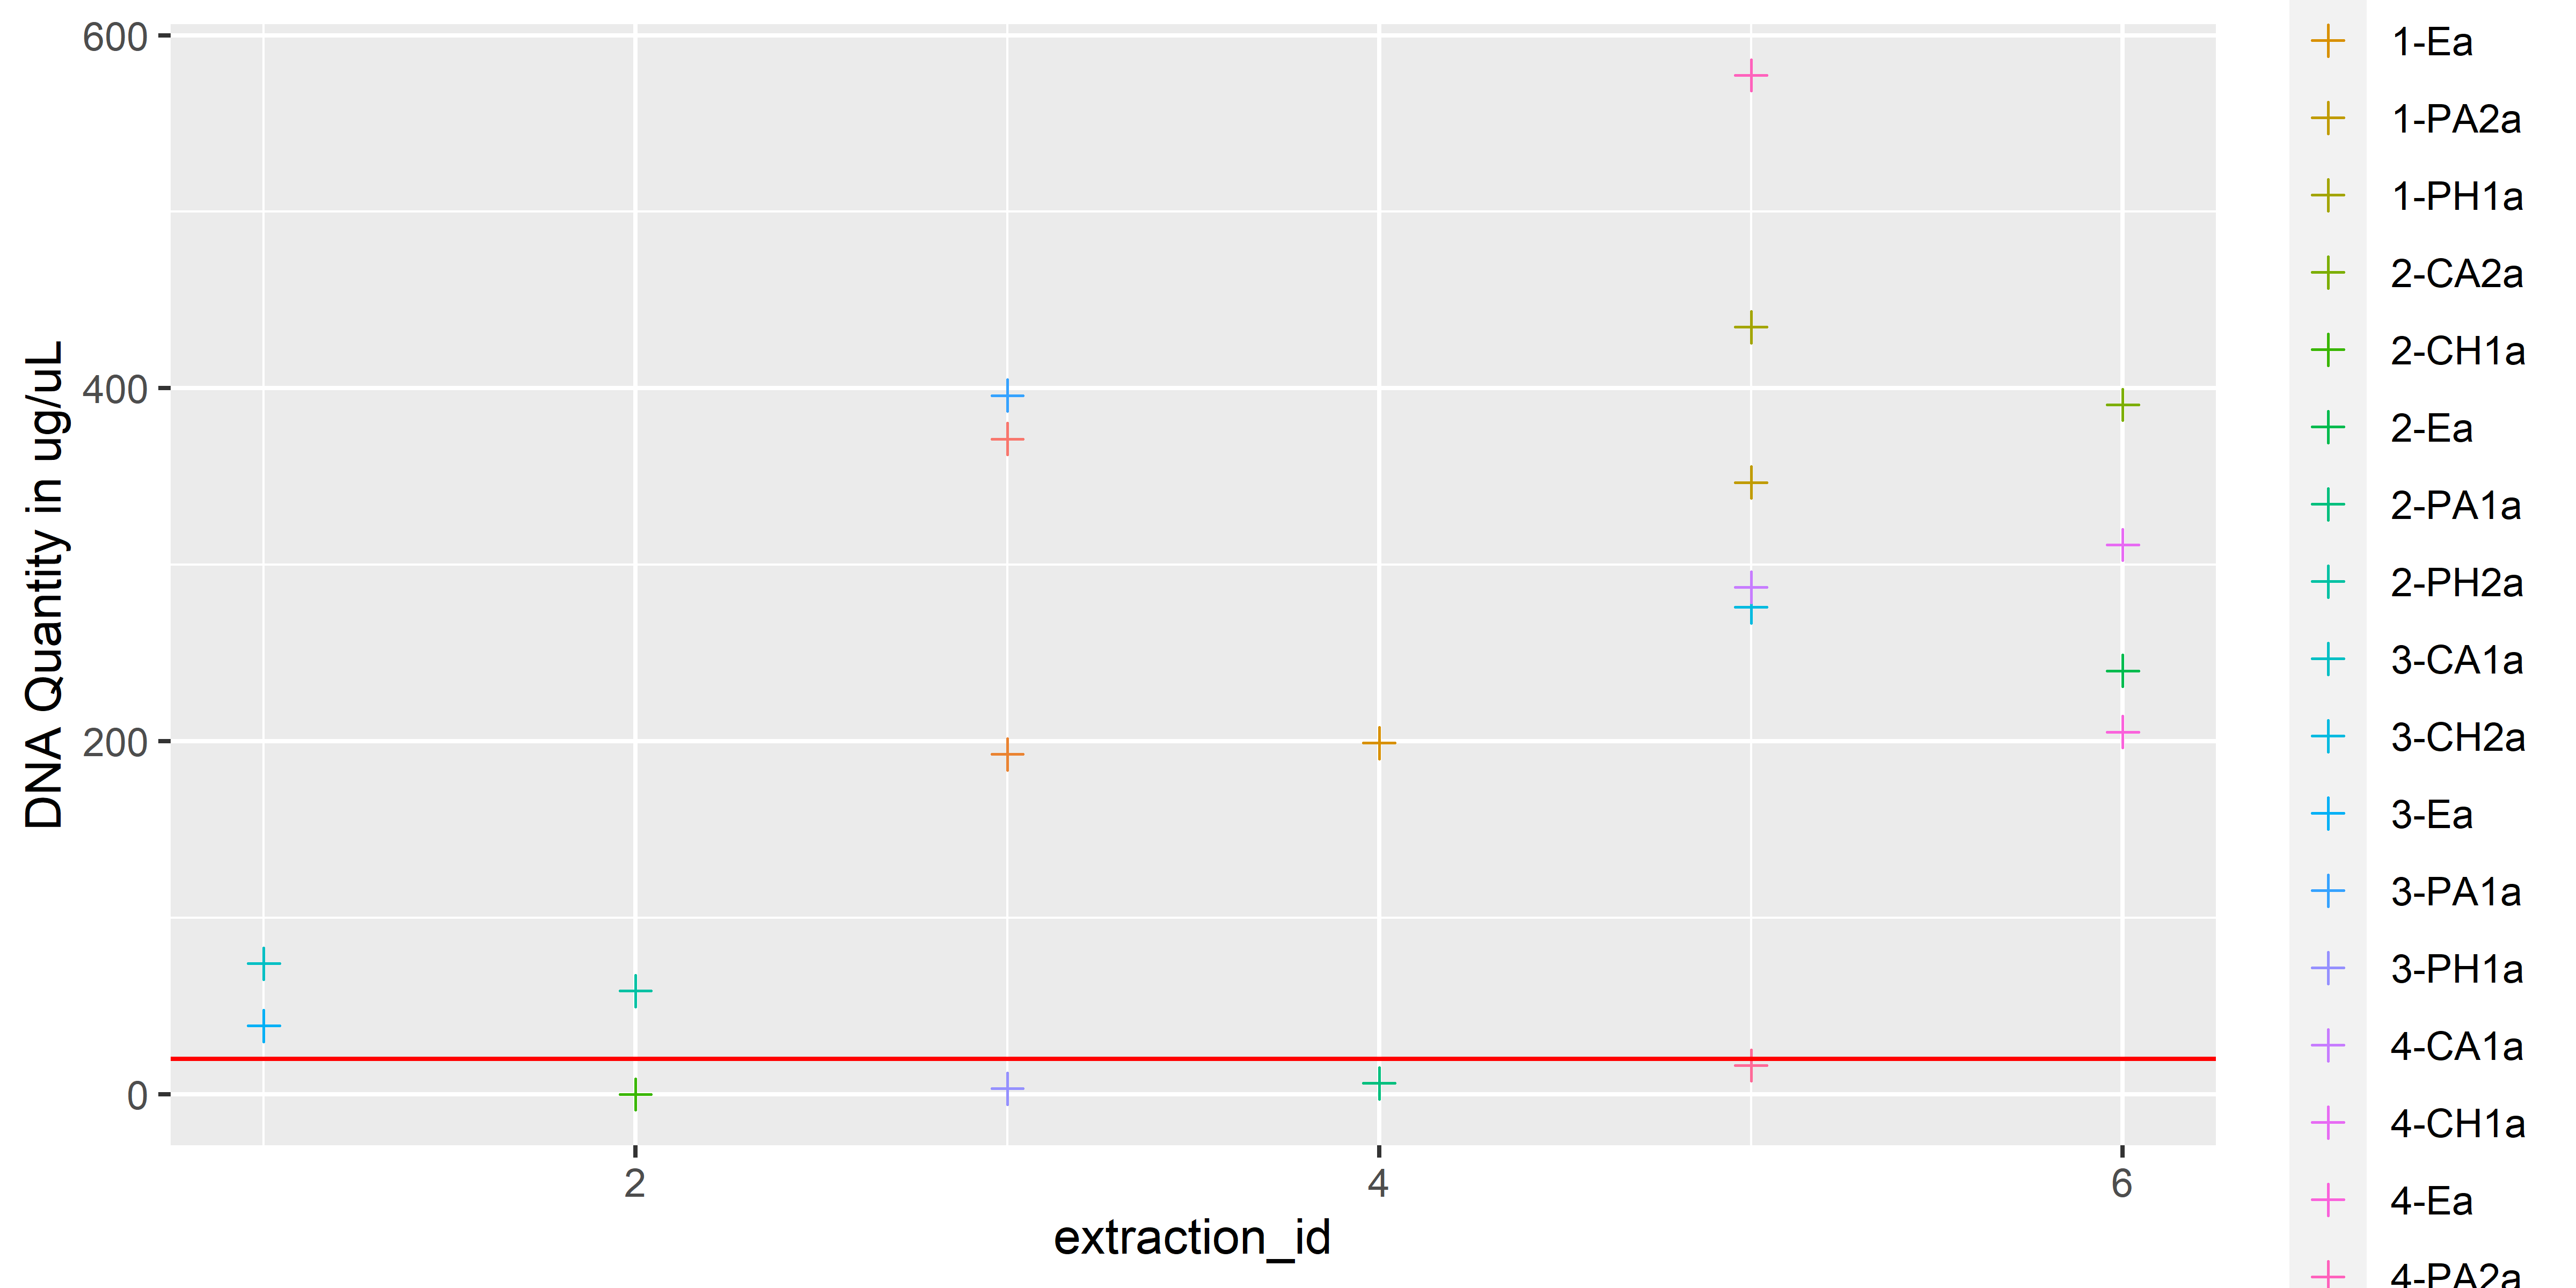 600
400
200
0
DNA Quantity in ug/uL
2
4
6
extraction_id
1-Ea
1-PA2a
1-PH1a
2-CA2a
2-CH1a
2-Ea
2-PA1a
2-PH2a
3-CA1a
3-CH2a
3-Ea
3-PA1a
3-PH1a
4-CA1a
4-CH1a
4-Ea
4-PA2a